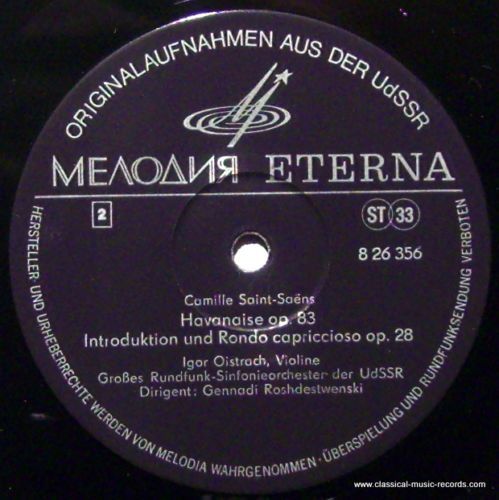 ORIGINALAUFNAHMEN AUS DER UdSSR
МЕЛОДИЯ ETERNA
2
ST 33
8 26 356
Camille Saint-Saëns
Havanaise op. 83
Introduktion und Rondo capriccioso op. 28
Igor Oistrach, Violine
Großes Rundfunk-Sinfonieorchester der UdSSR
Dirigent: Gennadi Roshdestwenski
HERSTELLER UND URHEBERRECHTE WERDEN VON MELODIA WAHRGENOMMEN · ÜBERSPIELUNG UND RUNDFUNKSENDUNG VERBOTEN
www.classical-music-records.com